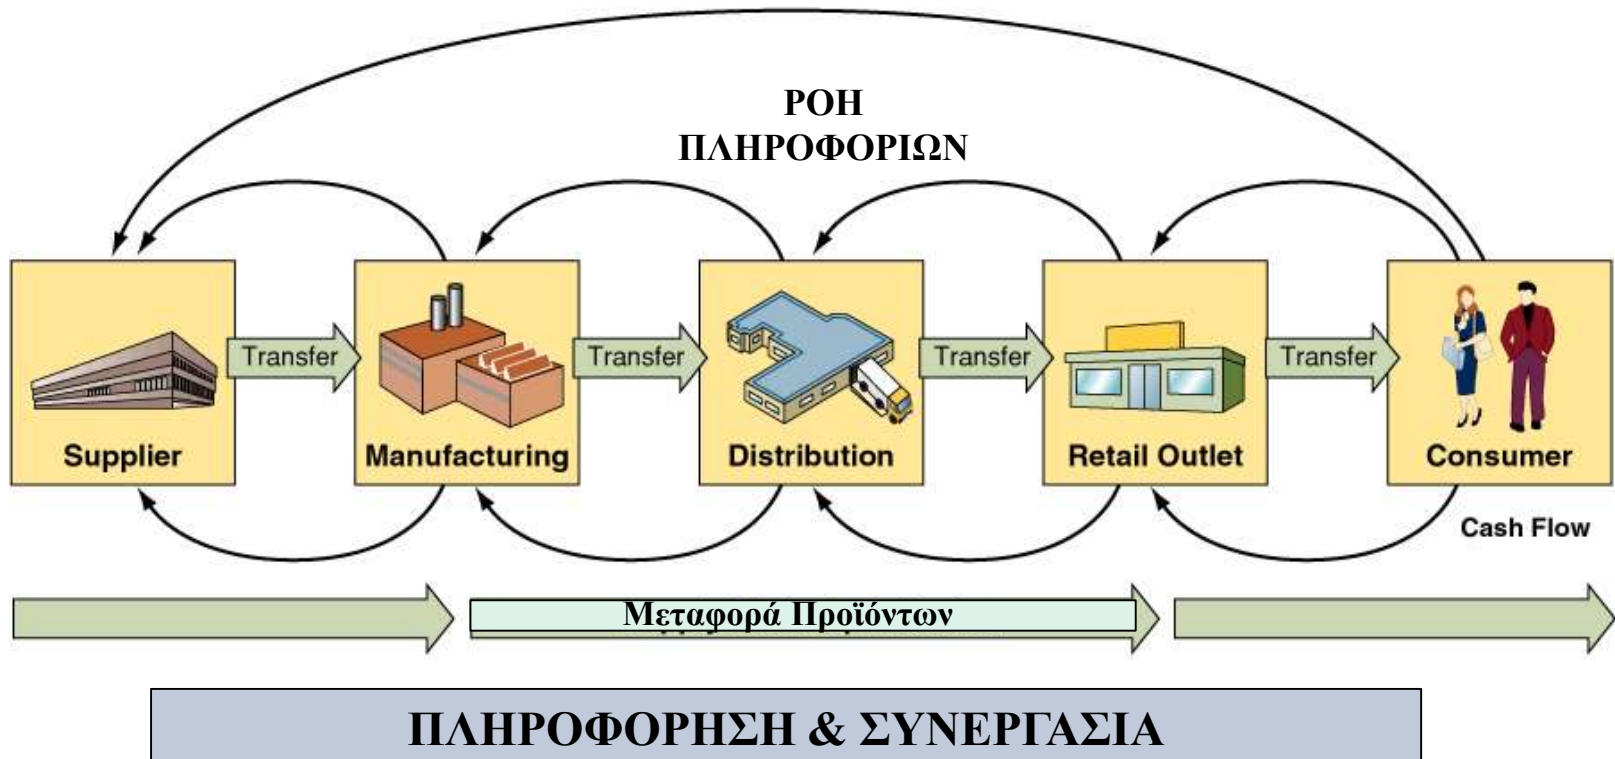 ΡΟΗ
ΠΛΗΡΟΦΟΡΙΩΝ
Transfer
Transfer
Transfer
Transfer
Supplier
Manufacturing
Distribution
Retail Outlet
Consumer
Cash Flow
Μεταφορά Προϊόντων
ΠΛΗΡΟΦΟΡΗΣΗ & ΣΥΝΕΡΓΑΣΙΑ